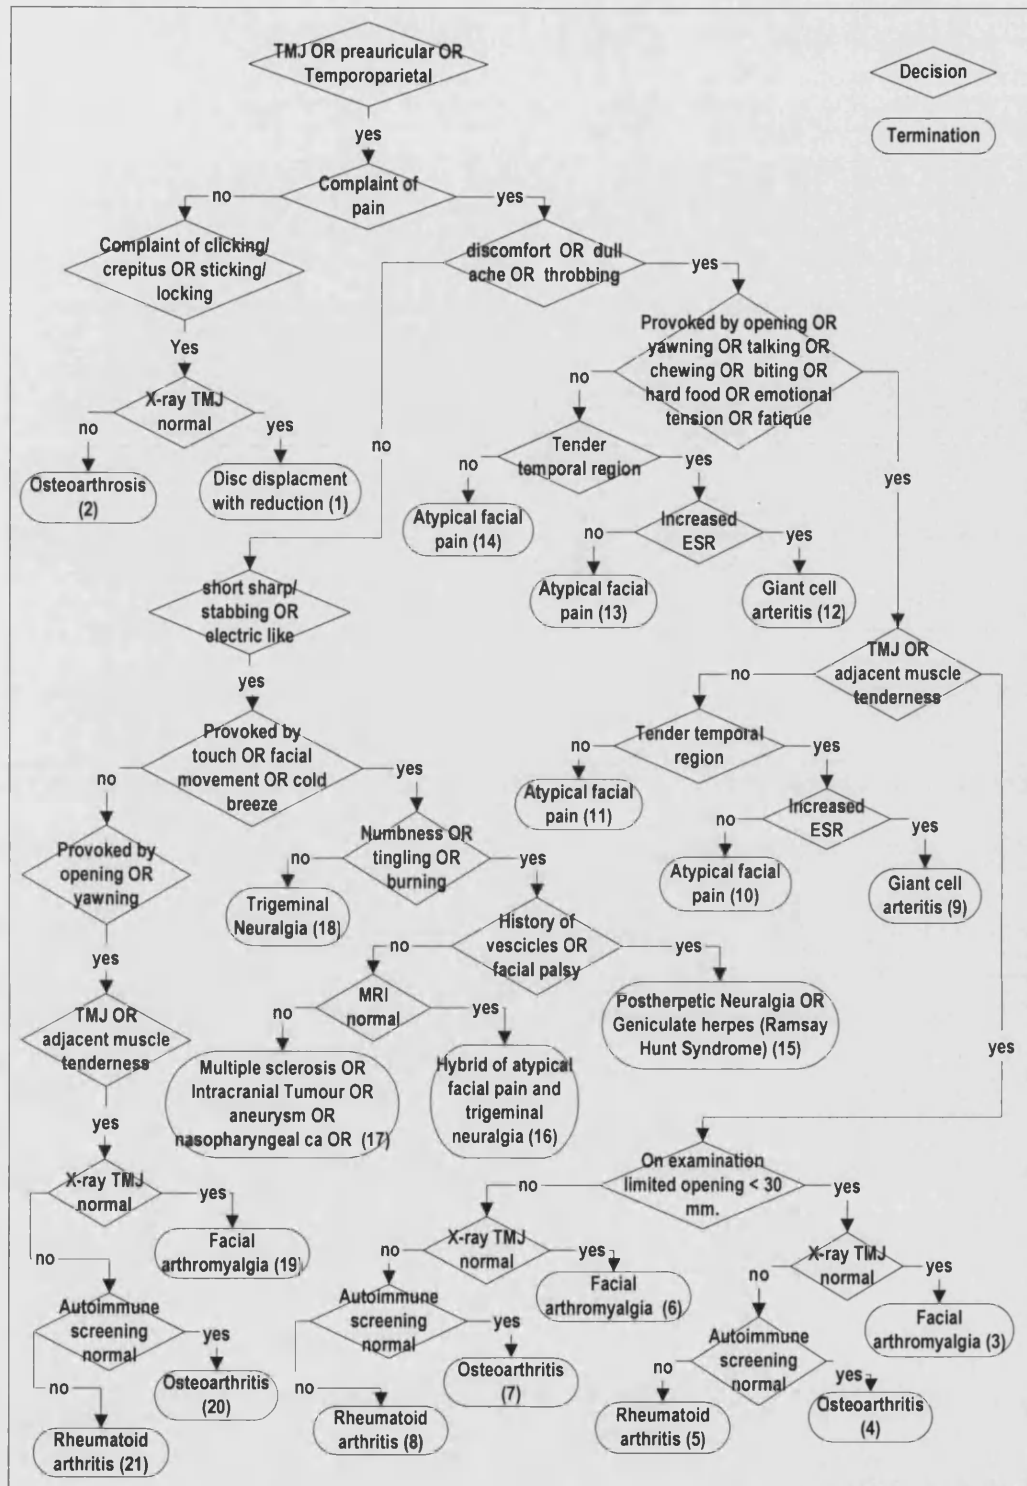 TMJ OR preauricular OR
Temporoparietal
Decision
Termination
yes
Complaint of
pain
no
yes
Complaint of clicking/
crepitus OR sticking/
locking
discomfort OR dull
ache OR throbbing
yes
Provoked by opening OR
yawning OR talking OR
chewing OR biting OR
hard food OR emotional
tension OR fatique
Yes
X-ray TMJ
normal
no
yes
Osteoarthrosis
(2)
Disc displacment
with reduction (1)
no
no
Tender
temporal region
no
yes
yes
Atypical facial
pain (14)
Increased
ESR
no
yes
Atypical facial
pain (13)
Giant cell
arteritis (12)
short sharp/
stabbing OR
electric like
yes
TMJ OR
adjacent muscle
tenderness
no
Provoked by
touch OR facial
movement OR cold
breeze
Tender temporal
region
no
yes
no
yes
Atypical facial
pain (11)
Increased
ESR
no
yes
Atypical facial
pain (10)
Giant cell
arteritis (9)
Provoked by
opening OR
yawning
Numbness OR
tingling OR
burning
no
yes
Trigeminal
Neuralgia (18)
History of
vescicles OR
facial palsy
no
yes
yes
MRI
normal
no
yes
Postherpetic Neuralgia OR
Geniculate herpes (Ramsay
Hunt Syndrome) (15)
yes
TMJ OR
adjacent muscle
tenderness
Multiple sclerosis OR
Intracranial Tumour OR
aneurysm OR
nasopharyngeal ca OR (17)
Hybrid of atypical
facial pain and
trigeminal
neuralgia (16)
yes
On examination
limited opening < 30
mm.
no
yes
X-ray TMJ
normal
yes
no
Facial
arthromyalgia (19)
X-ray TMJ
normal
no
yes
Facial
arthromyalgia (6)
X-ray TMJ
normal
no
yes
Facial
arthromyalgia (3)
Autoimmune
screening
normal
yes
no
Osteoarthritis
(20)
Rheumatoid
arthritis (21)
Autoimmune
screening
normal
yes
no
Osteoarthritis
(7)
Rheumatoid
arthritis (8)
Autoimmune
screening
normal
no
yes
Rheumatoid
arthritis (5)
Osteoarthritis
(4)